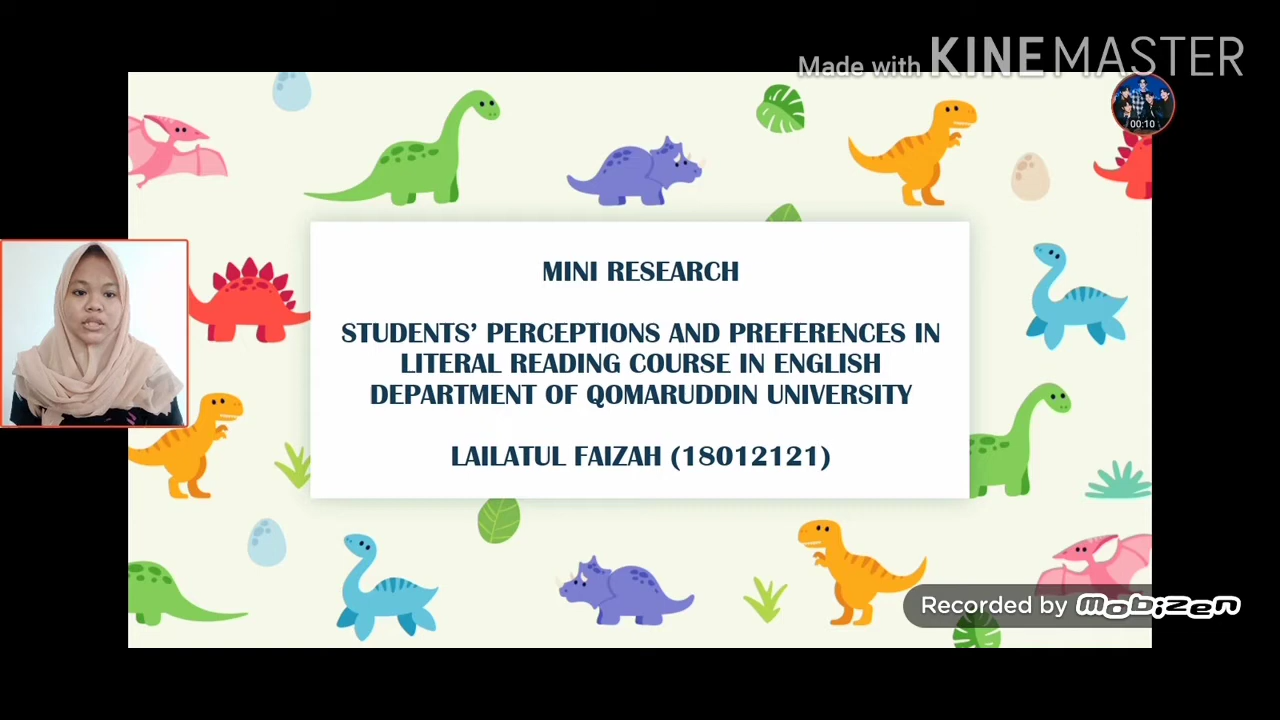 Made with KINEMASTER
00:10
MINI RESEARCH
STUDENTS' PERCEPTIONS AND PREFERENCES IN
LITERAL READING COURSE IN ENGLISH
DEPARTMENT OF QOMARUDDIN UNIVERSITY
LAILATUL FAIZAH (18012121)
Recorded by mobizen